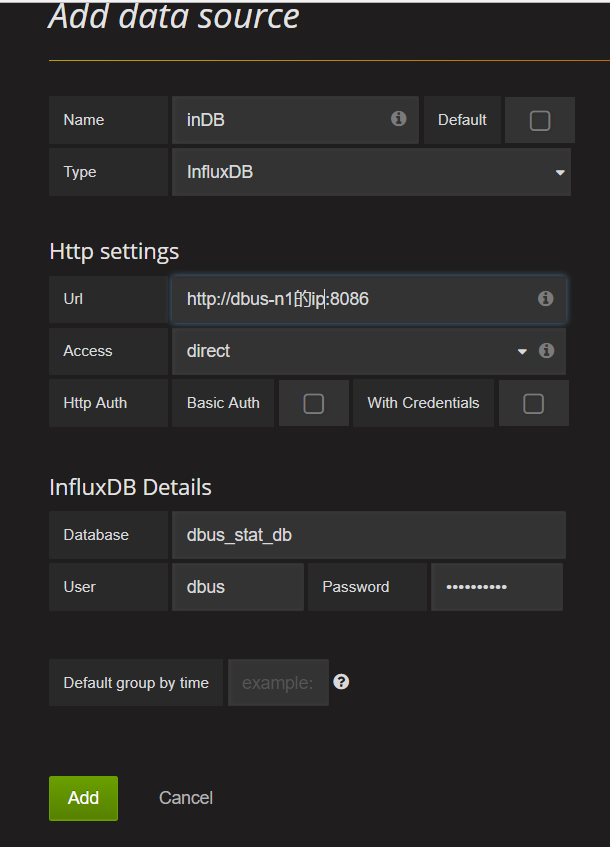 Add data source
Name inDB Default
Type InfluxDB
Http settings
Url http://dbus-n1的ip:8086
Access direct
Http Auth Basic Auth With Credentials
InfluxDB Details
Database dbus_stat_db
User dbus Password ••••••••••
Default group by time example:
Add Cancel